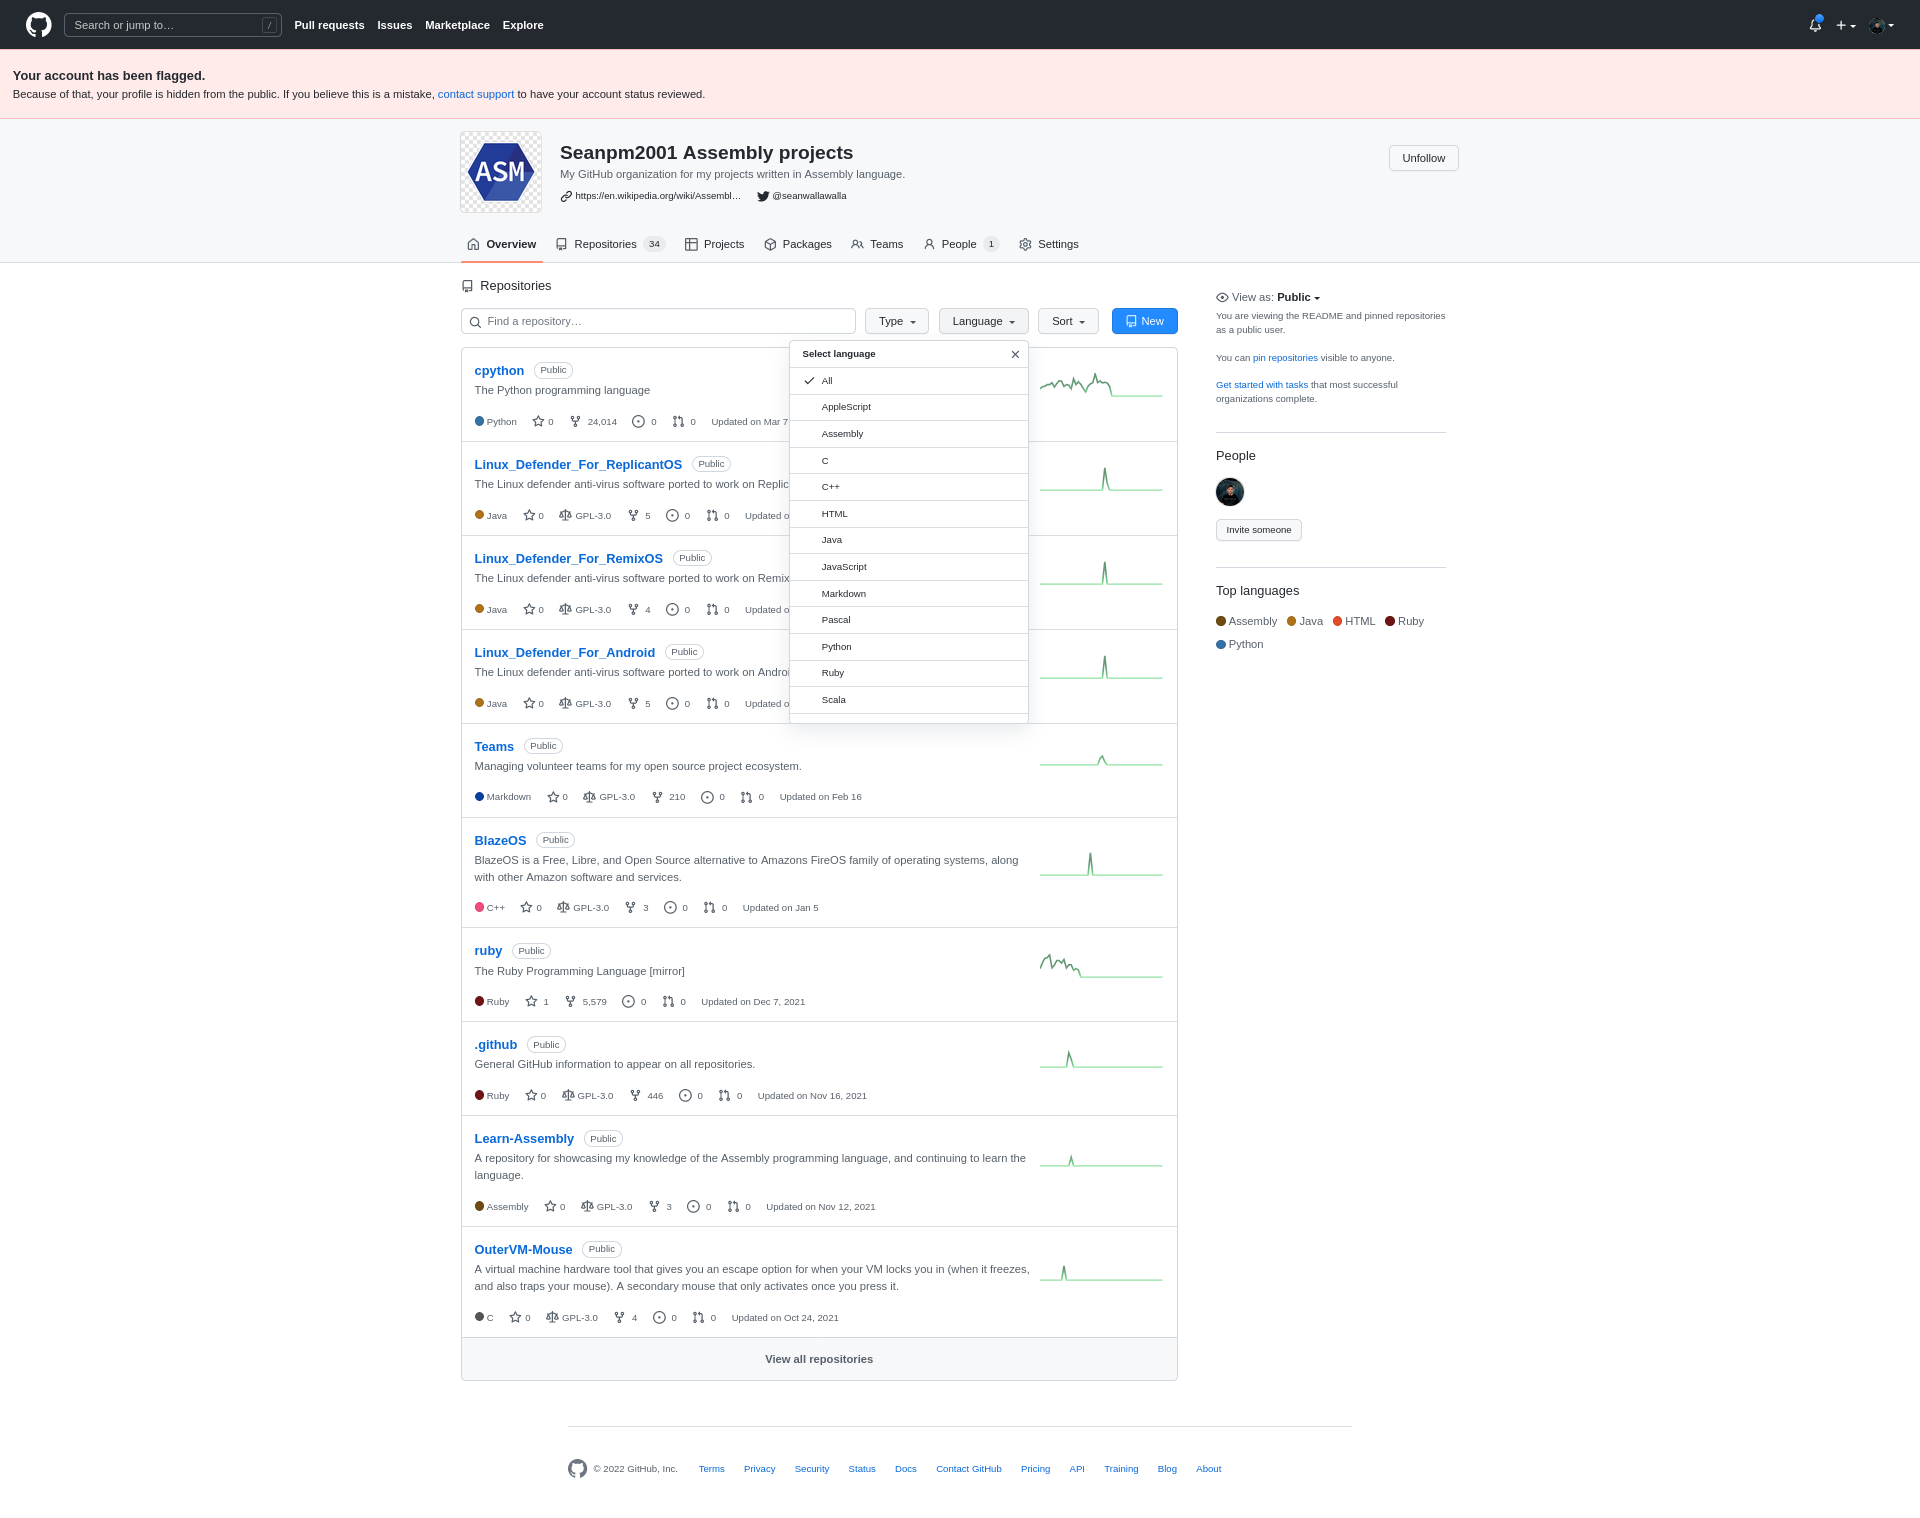 Search or jump to…
/
Pull requests Issues Marketplace Explore
Your account has been flagged.
Because of that, your profile is hidden from the public. If you believe this is a mistake, contact support to have your account status reviewed.
ASM
Seanpm2001 Assembly projects
Unfollow
My GitHub organization for my projects written in Assembly language.
https://en.wikipedia.org/wiki/Assembl… @seanwallawalla
Overview Repositories 34 Projects Packages Teams People 1 Settings
Repositories
Find a repository… Type Language Sort New
Select language
All
AppleScript
Assembly
C
C++
HTML
Java
JavaScript
Markdown
Pascal
Python
Ruby
Scala
cpython Public
The Python programming language
Python 0 24,014 0 0 Updated on Mar 7
Linux_Defender_For_ReplicantOS Public
The Linux defender anti-virus software ported to work on Replic
Java 0 GPL-3.0 5 0 0 Updated o
Linux_Defender_For_RemixOS Public
The Linux defender anti-virus software ported to work on Remix
Java 0 GPL-3.0 4 0 0 Updated o
Linux_Defender_For_Android Public
The Linux defender anti-virus software ported to work on Androi
Java 0 GPL-3.0 5 0 0 Updated o
Teams Public
Managing volunteer teams for my open source project ecosystem.
Markdown 0 GPL-3.0 210 0 0 Updated on Feb 16
BlazeOS Public
BlazeOS is a Free, Libre, and Open Source alternative to Amazons FireOS family of operating systems, along
with other Amazon software and services.
C++ 0 GPL-3.0 3 0 0 Updated on Jan 5
ruby Public
The Ruby Programming Language [mirror]
Ruby 1 5,579 0 0 Updated on Dec 7, 2021
.github Public
General GitHub information to appear on all repositories.
Ruby 0 GPL-3.0 446 0 0 Updated on Nov 16, 2021
Learn-Assembly Public
A repository for showcasing my knowledge of the Assembly programming language, and continuing to learn the
language.
Assembly 0 GPL-3.0 3 0 0 Updated on Nov 12, 2021
OuterVM-Mouse Public
A virtual machine hardware tool that gives you an escape option for when your VM locks you in (when it freezes,
and also traps your mouse). A secondary mouse that only activates once you press it.
C 0 GPL-3.0 4 0 0 Updated on Oct 24, 2021
View all repositories
View as: Public
You are viewing the README and pinned repositories
as a public user.
You can pin repositories visible to anyone.
Get started with tasks that most successful
organizations complete.
People
Invite someone
Top languages
Assembly Java HTML Ruby
Python
© 2022 GitHub, Inc. Terms Privacy Security Status Docs Contact GitHub Pricing API Training Blog About